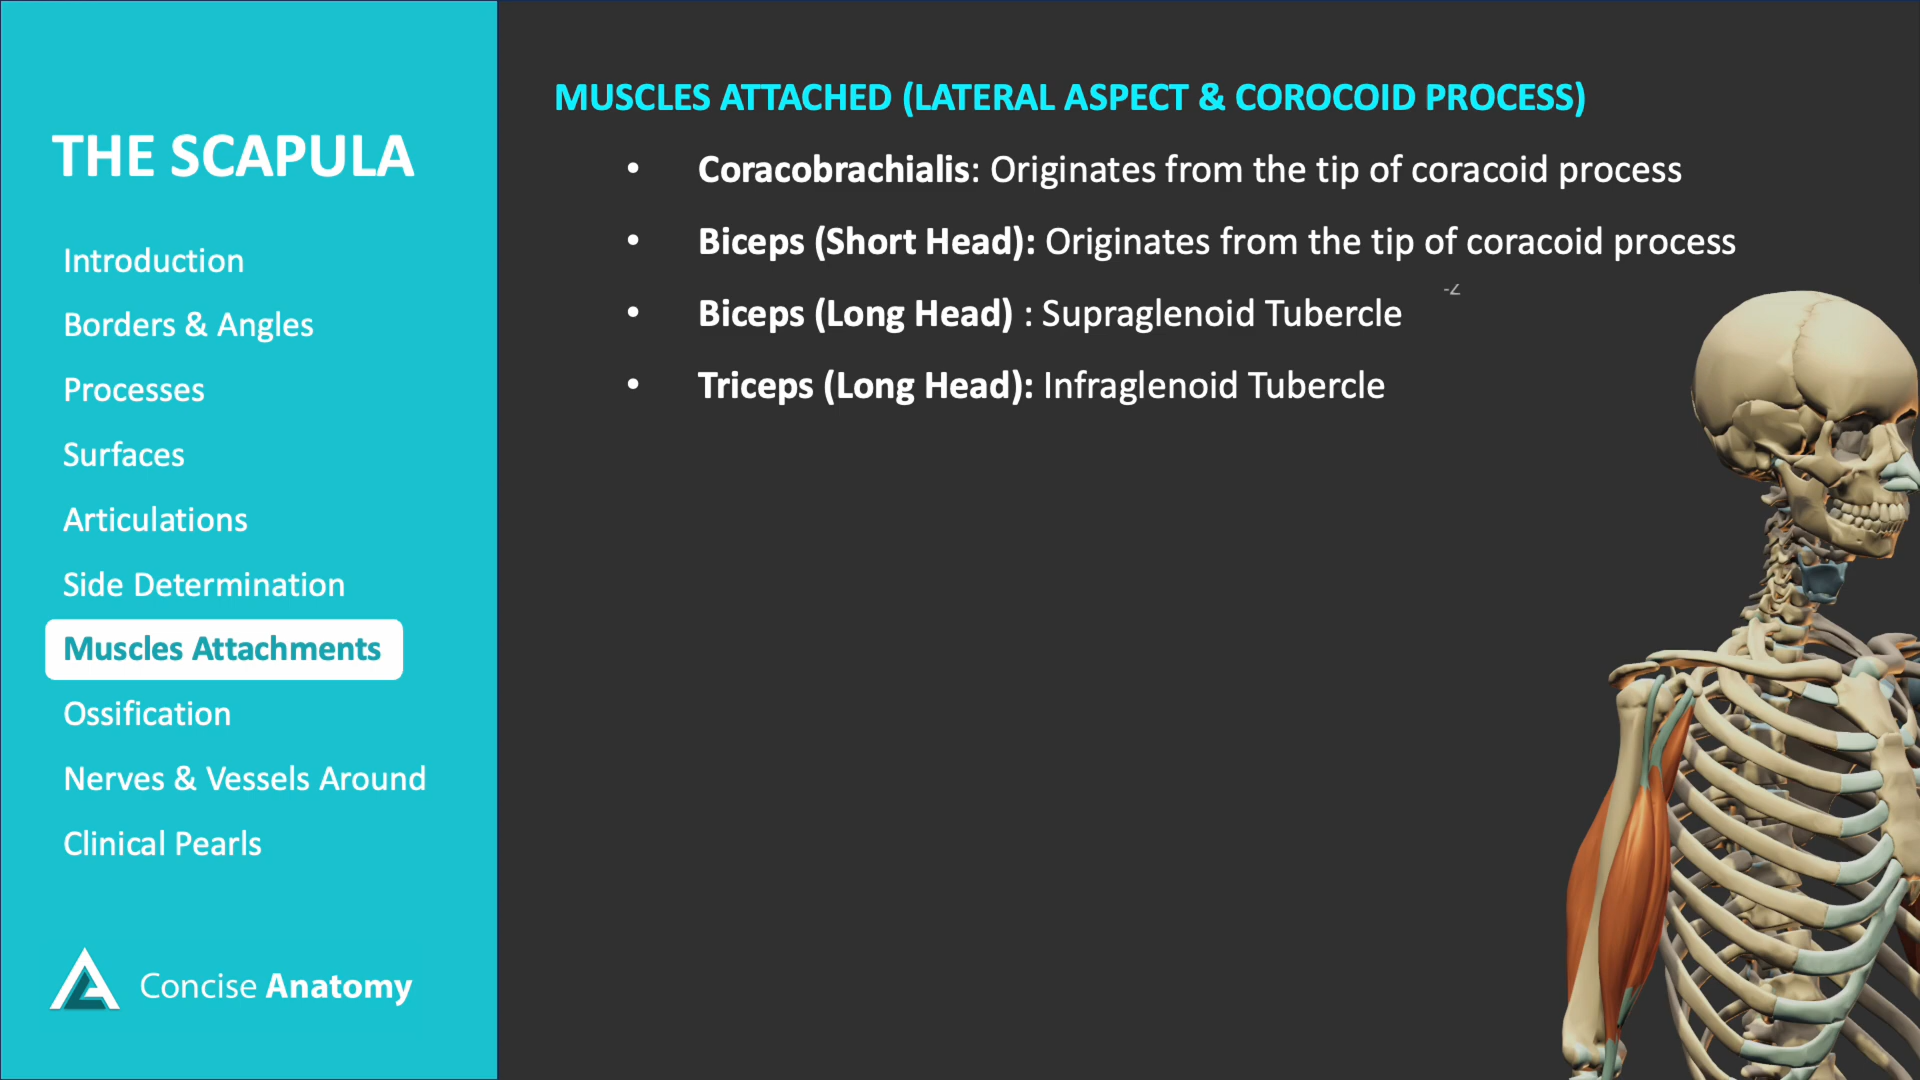 THE SCAPULA
Introduction
Borders & Angles
Processes
Surfaces
Articulations
Side Determination
Muscles Attachments
Ossification
Nerves & Vessels Around
Clinical Pearls
Concise Anatomy
MUSCLES ATTACHED (LATERAL ASPECT & COROCOID PROCESS)
• Coracobrachialis: Originates from the tip of coracoid process
• Biceps (Short Head): Originates from the tip of coracoid process
• Biceps (Long Head) : Supraglenoid Tubercle
• Triceps (Long Head): Infraglenoid Tubercle